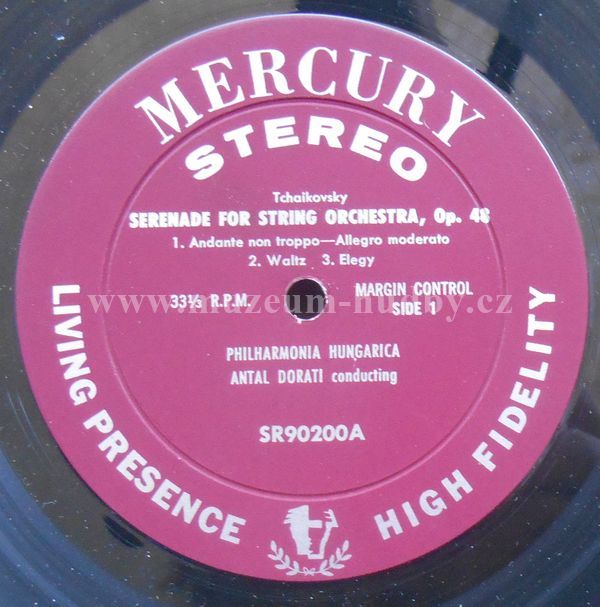 MERCURY
STEREO
Tchaikovsky
SERENADE FOR STRING ORCHESTRA, Op. 48
1. Andante non troppo—Allegro moderato
2. Waltz 3. Elegy
www.muzeum-hudby.cz
33⅓ R.P.M.
MARGIN CONTROL
SIDE 1
PHILHARMONIA HUNGARICA
ANTAL DORATI conducting
SR90200A
LIVING PRESENCE
HIGH FIDELITY